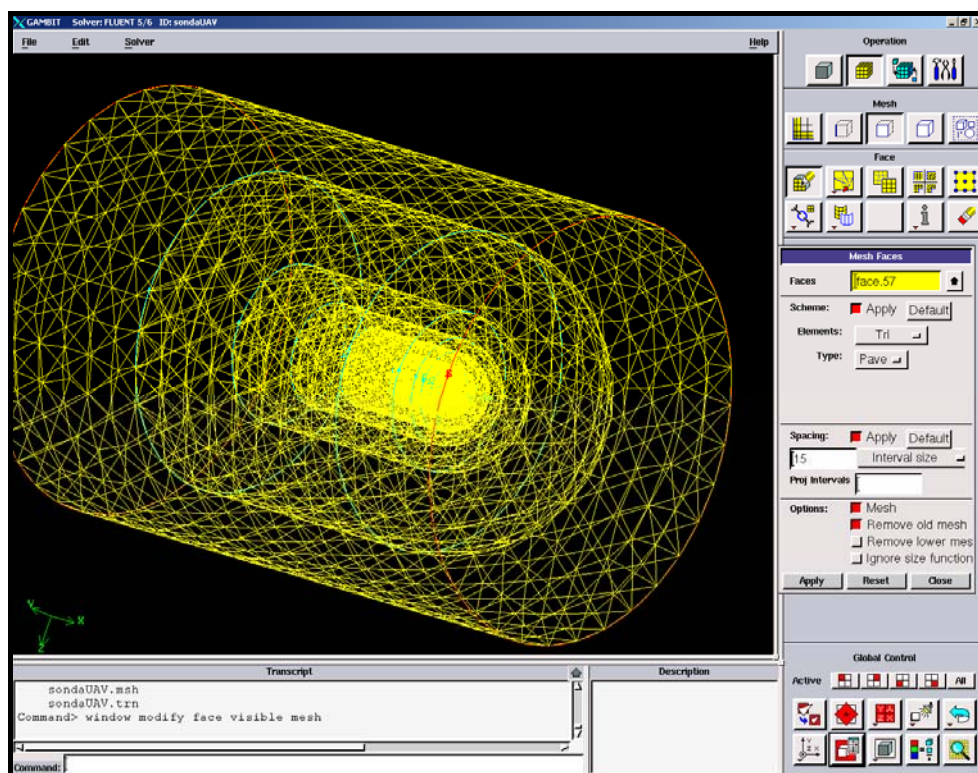 GAMBIT Solver: FLUENT 5/6 ID: sondaUAV
File Edit Solver Help
Operation
Mesh
Face
Mesh Faces
Faces face.57
Scheme: Apply Default
Elements: Tri
Type: Pave
Spacing: Apply Default
15 Interval size
Proj Intervals
Options: Mesh
Remove old mesh
Remove lower mes
Ignore size function
Apply Reset Close
Y X
Z
Transcript
Description
sondaUAV.msh
sondaUAV.trn
Command> window modify face visible mesh
Command:
Global Control
Active All